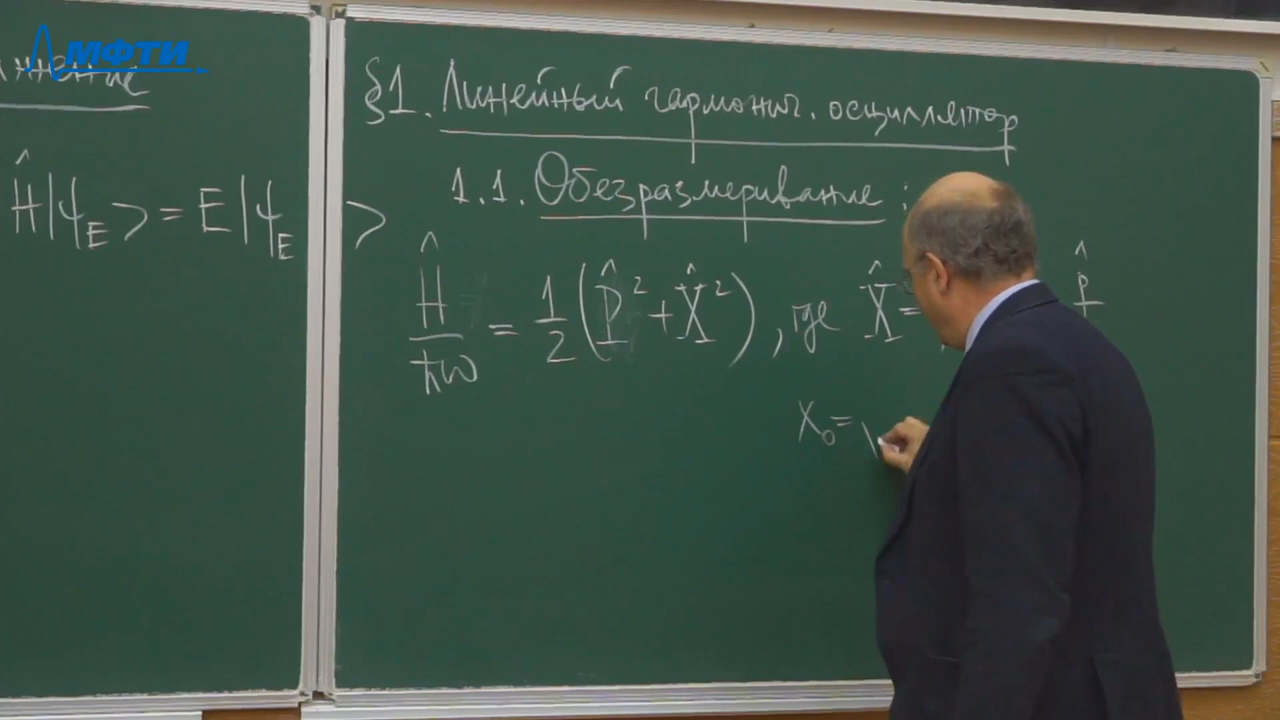 МФТИ
Ĥ|ψ_E> = E|ψ_E>
§1. Линейный гармонич. осциллятор
1.1. Обезразмеривание:
Ĥ/ħω = 1/2 (P̂² + X̂²), где X̂ = p̂
x₀ = √